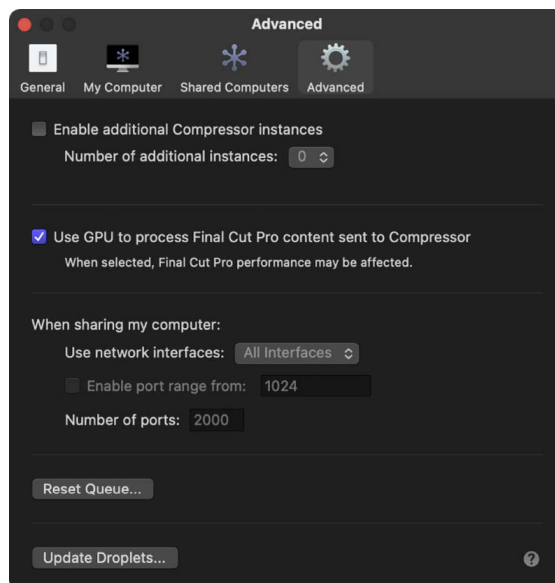 Advanced
General
My Computer
Shared Computers
Advanced
Enable additional Compressor instances
Number of additional instances: 0
Use GPU to process Final Cut Pro content sent to Compressor
When selected, Final Cut Pro performance may be affected.
When sharing my computer:
Use network interfaces: All Interfaces
Enable port range from: 1024
Number of ports: 2000
Reset Queue...
Update Droplets... ?